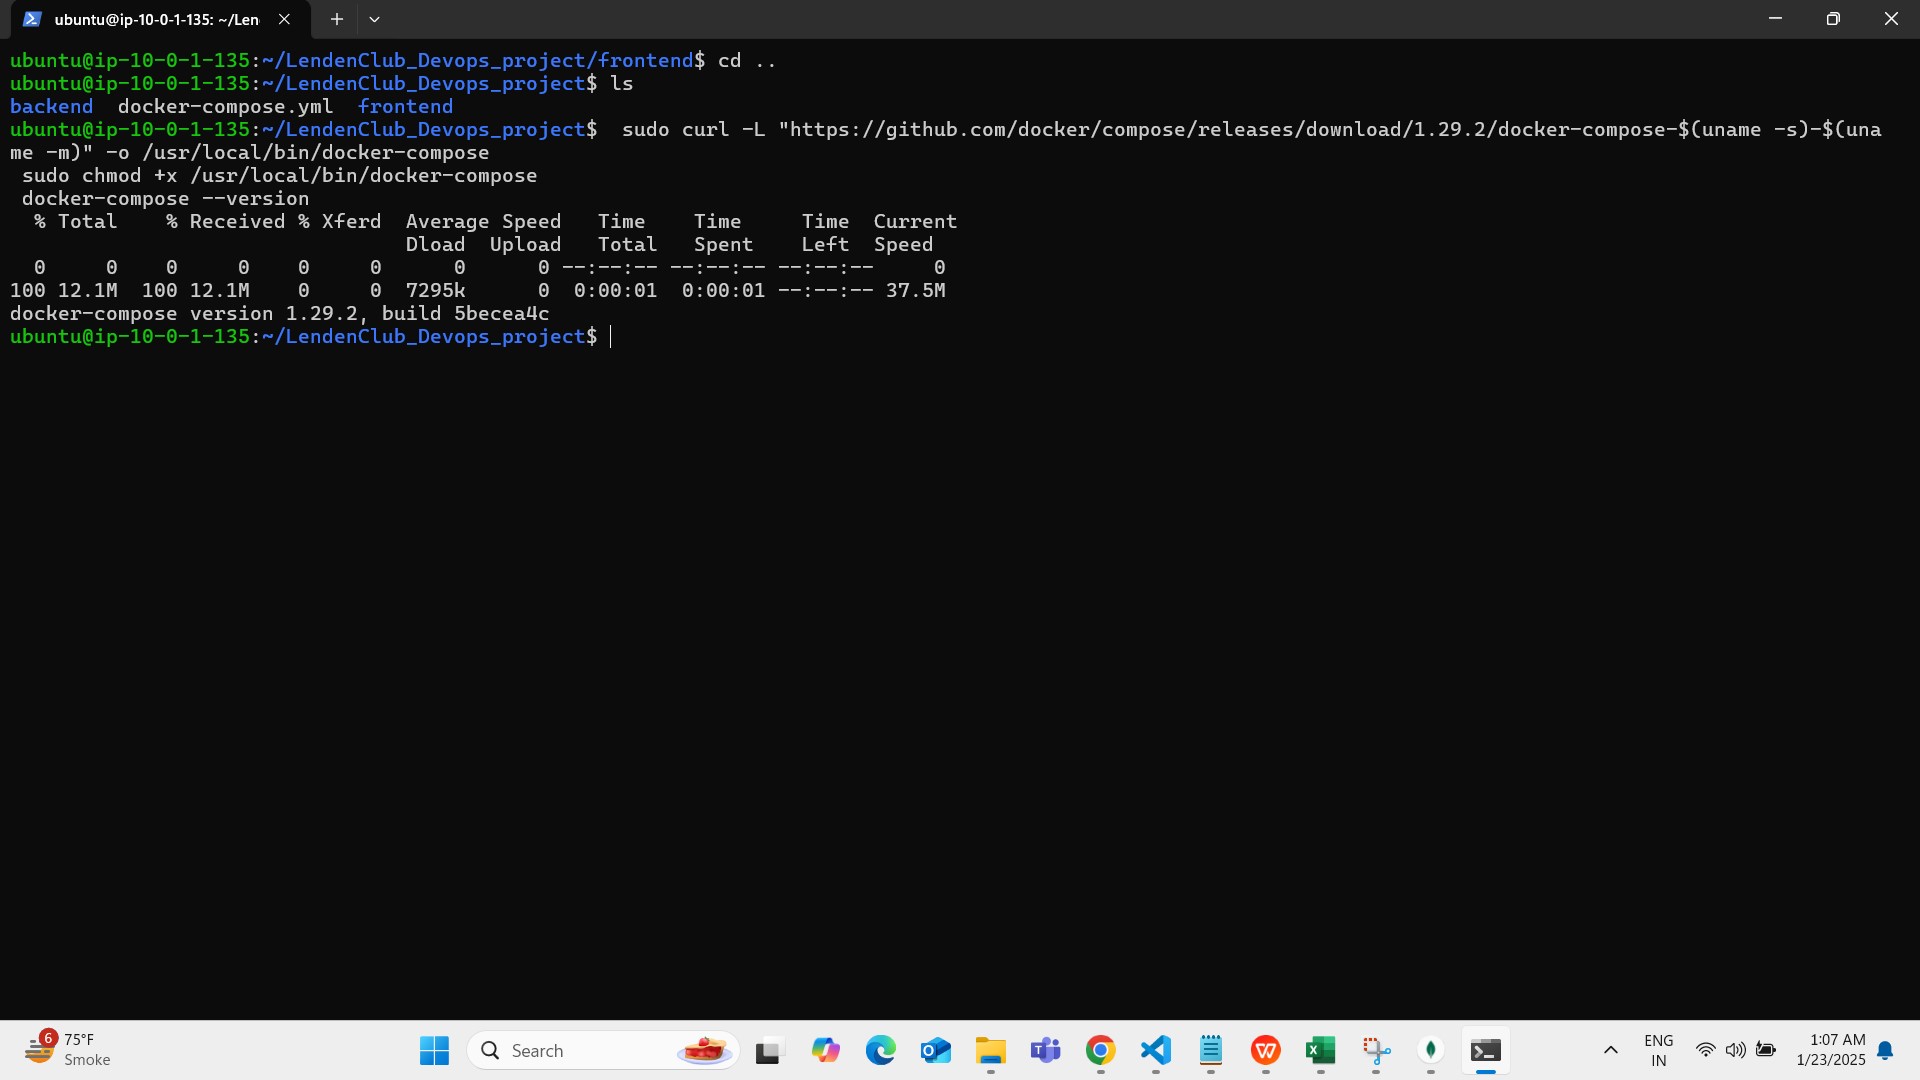 ubuntu@ip-10-0-1-135: ~/Len
ubuntu@ip-10-0-1-135:~/LendenClub_Devops_project/frontend$ cd ..
ubuntu@ip-10-0-1-135:~/LendenClub_Devops_project$ ls
backend  docker-compose.yml  frontend
ubuntu@ip-10-0-1-135:~/LendenClub_Devops_project$  sudo curl -L "https://github.com/docker/compose/releases/download/1.29.2/docker-compose-$(uname -s)-$(una
me -m)" -o /usr/local/bin/docker-compose
 sudo chmod +x /usr/local/bin/docker-compose
 docker-compose --version
  % Total    % Received % Xferd  Average Speed   Time    Time     Time  Current
                                 Dload  Upload   Total   Spent    Left  Speed
  0     0    0     0    0     0      0      0 --:--:-- --:--:-- --:--:--     0
100 12.1M  100 12.1M    0     0  7295k      0  0:00:01  0:00:01 --:--:-- 37.5M
docker-compose version 1.29.2, build 5becea4c
ubuntu@ip-10-0-1-135:~/LendenClub_Devops_project$
6
75°F
Smoke
Search
ENG
IN
1:07 AM
1/23/2025